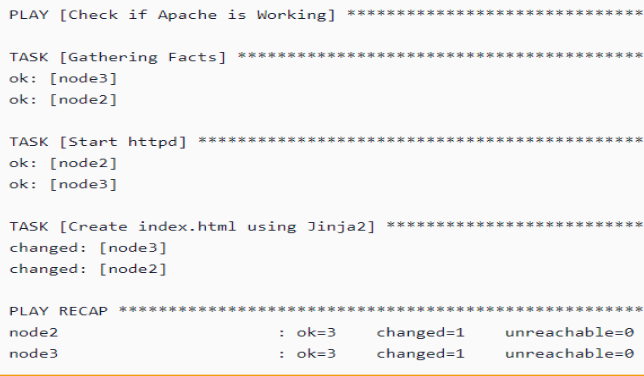 PLAY [Check if Apache is Working] ******************************
TASK [Gathering Facts] *****************************************
ok: [node3]
ok: [node2]
TASK [Start httpd] *********************************************
ok: [node2]
ok: [node3]
TASK [Create index.html using Jinja2] **************************
changed: [node3]
changed: [node2]
PLAY RECAP *****************************************************
node2                      : ok=3    changed=1    unreachable=0
node3                      : ok=3    changed=1    unreachable=0